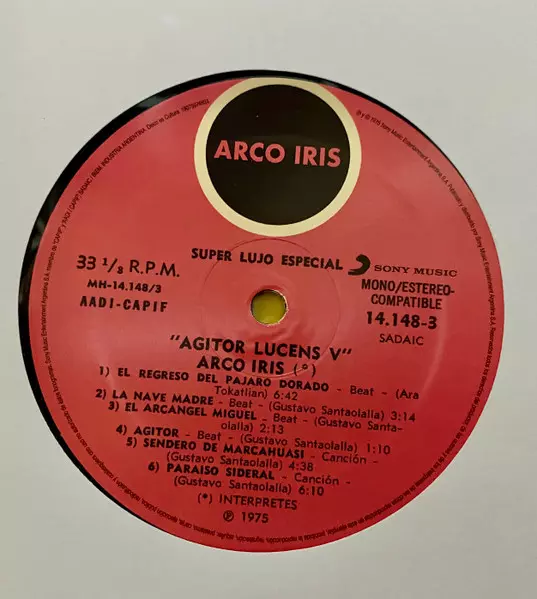 ARCO IRIS
SUPER LUJO ESPECIAL
SONY MUSIC
33 1/3 R.P.M.
MH-14.148/3
AADI-CAPIF
MONO/ESTEREO-
COMPATIBLE
14.148-3
SADAIC
"AGITOR LUCENS V"
ARCO IRIS (°)
1) EL REGRESO DEL PAJARO DORADO - Beat - (Ara
Tokatlian) 6:42
2) LA NAVE MADRE - Beat - (Gustavo Santaolalla) 3:14
3) EL ARCANGEL MIGUEL - Beat - (Gustavo Santa-
olalla) 2:13
4) AGITOR - Beat - (Gustavo Santaolalla) 1:10
5) SENDERO DE MARCAHUASI - Canción -
(Gustavo Santaolalla) 4:38
6) PARAISO SIDERAL - Canción -
(Gustavo Santaolalla) 6:10
(°) INTERPRETES
℗ 1975